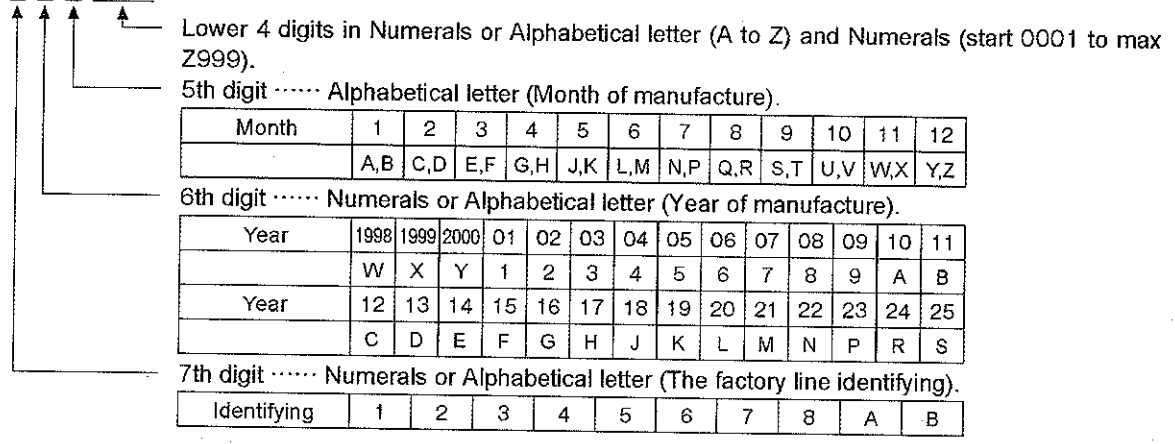 Lower 4 digits in Numerals or Alphabetical letter (A to Z) and Numerals (start 0001 to max
Z999).
5th digit ······ Alphabetical letter (Month of manufacture).
Month 1 2 3 4 5 6 7 8 9 10 11 12
A,B C,D E,F G,H J,K L,M N,P Q,R S,T U,V W,X Y,Z
6th digit ······ Numerals or Alphabetical letter (Year of manufacture).
Year 1998 1999 2000 01 02 03 04 05 06 07 08 09 10 11
W X Y 1 2 3 4 5 6 7 8 9 A B
Year 12 13 14 15 16 17 18 19 20 21 22 23 24 25
C D E F G H J K L M N P R S
7th digit ······ Numerals or Alphabetical letter (The factory line identifying).
Identifying 1 2 3 4 5 6 7 8 A B